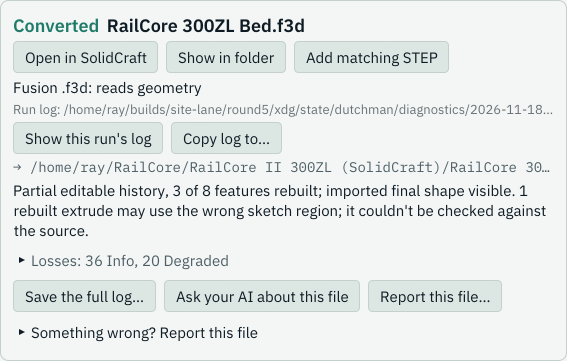 Converted RailCore 300ZL Bed.f3d
Open in SolidCraft Show in folder Add matching STEP
Fusion .f3d: reads geometry
Run log: /home/ray/builds/site-lane/round5/xdg/state/dutchman/diagnostics/2026-11-18…
Show this run's log Copy log to…
→ /home/ray/RailCore/RailCore II 300ZL (SolidCraft)/RailCore 30…
Partial editable history, 3 of 8 features rebuilt; imported final shape visible. 1
rebuilt extrude may use the wrong sketch region; it couldn't be checked against
the source.
▸ Losses: 36 Info, 20 Degraded
Save the full log… Ask your AI about this file Report this file…
▸ Something wrong? Report this file